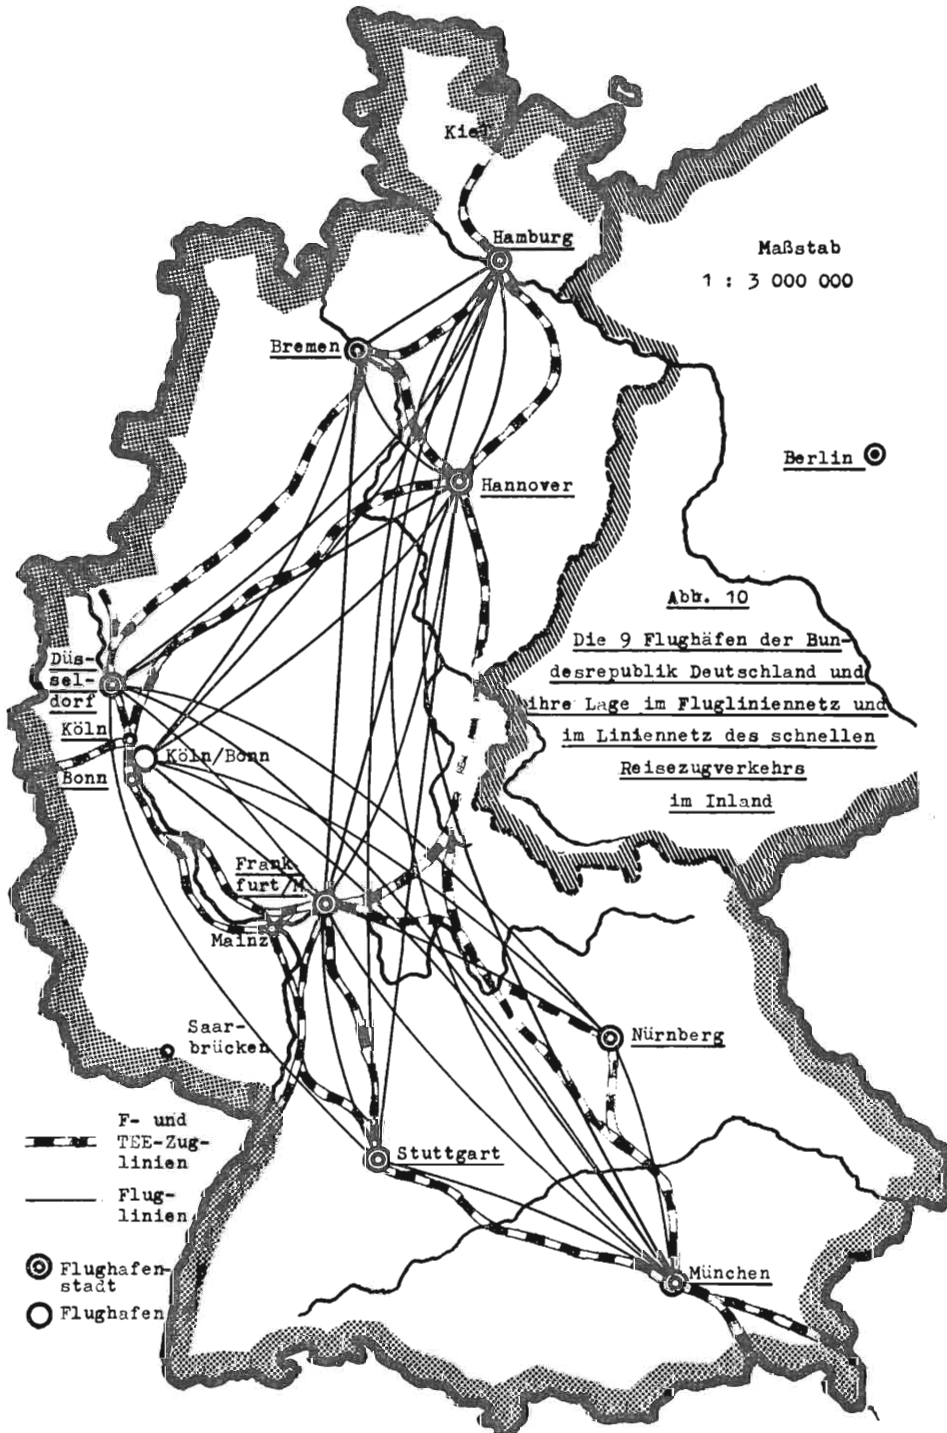 Kiel
Hamburg
Maßstab
1 : 3 000 000
Bremen
Berlin
Hannover
Abb. 10
Die 9 Flughäfen der Bun-
desrepublik Deutschland und
ihre Lage im Flugliniennetz und
im Liniennetz des schnellen
Reisezugverkehrs
im Inland
Düs-
sel-
dorf
Köln
Köln/Bonn
Bonn
Frank-
furt/M
Mainz
Saar-
brücken
Nürnberg
F- und
TEE-Zug-
linien
Stuttgart
Flug-
linien
Flughafen-
stadt
München
Flughafen